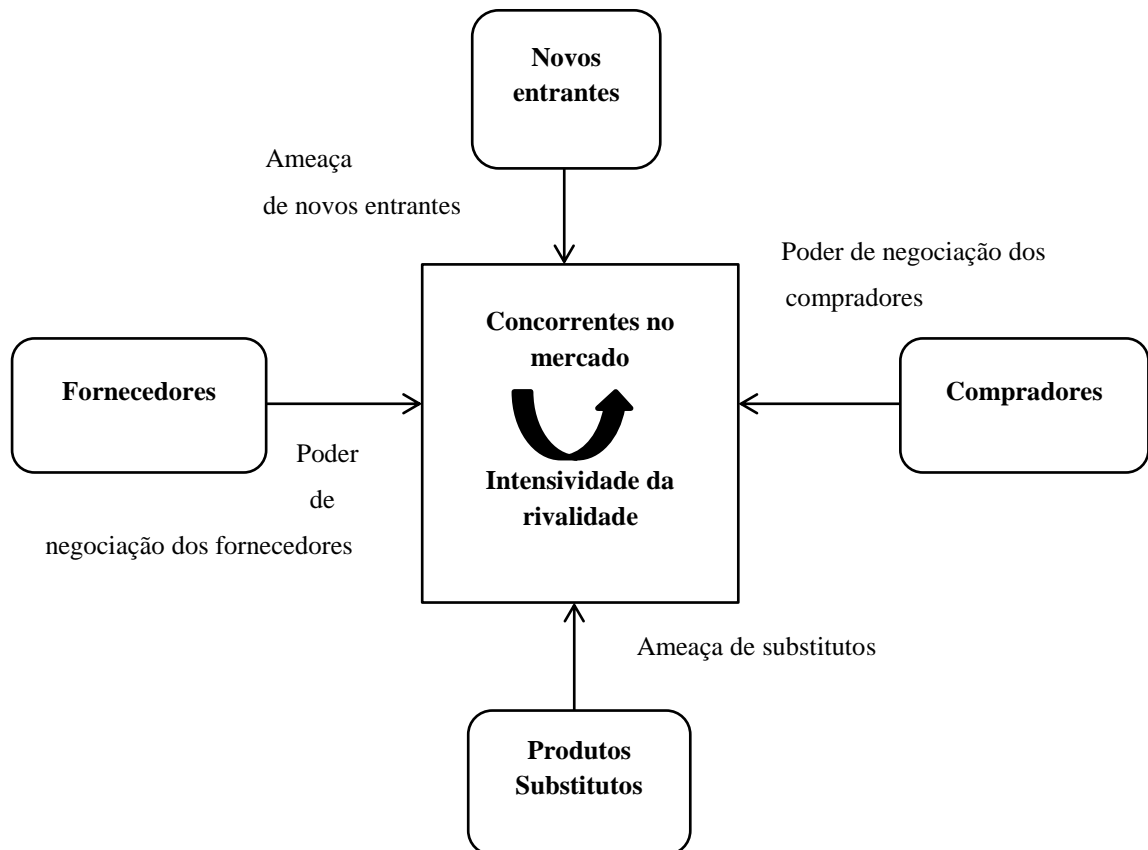 Novos
entrantes
Ameaça
de novos entrantes
Poder de negociação dos
compradores
Concorrentes no
mercado
Fornecedores
Compradores
Poder
de
negociação dos fornecedores
Intensividade da
rivalidade
Ameaça de substitutos
Produtos
Substitutos